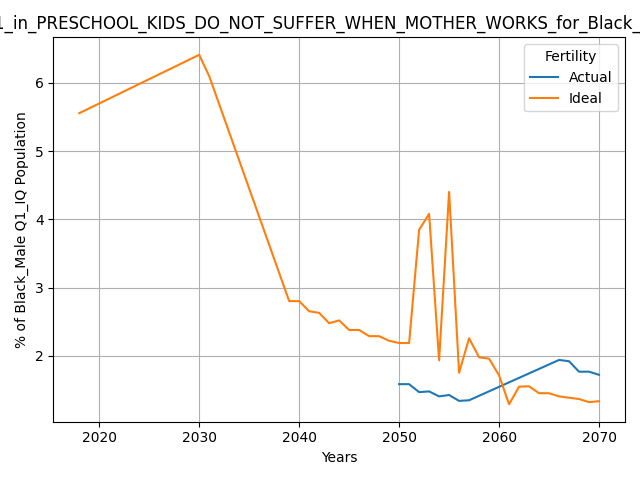 1_in_PRESCHOOL_KIDS_DO_NOT_SUFFER_WHEN_MOTHER_WORKS_for_Black_
Fertility
Actual
Ideal
% of Black_Male Q1_IQ Population
6
5
4
3
2
2020 2030 2040 2050 2060 2070
Years